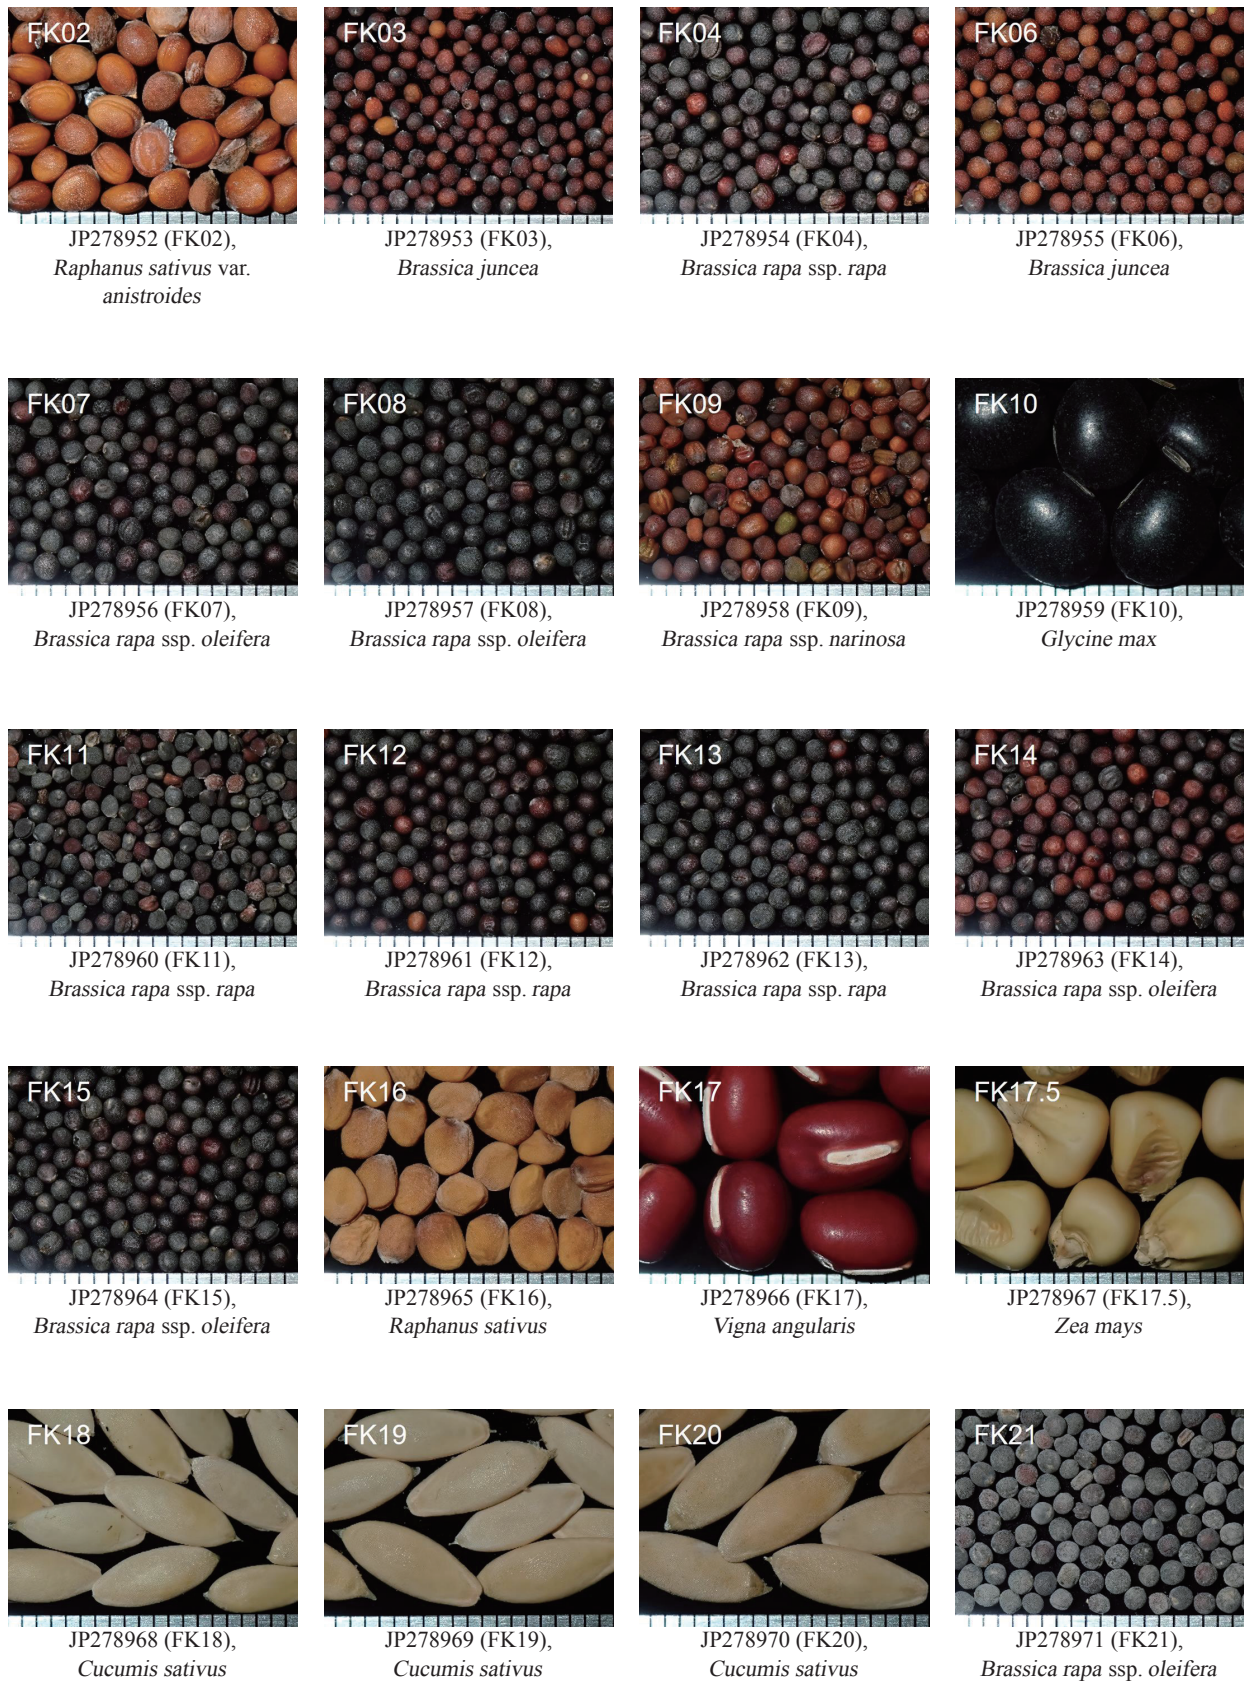 FK02
FK03
FK04
FK06
JP278952 (FK02),
Raphanus sativus var.
anistroides
JP278953 (FK03),
Brassica juncea
JP278954 (FK04),
Brassica rapa ssp. rapa
JP278955 (FK06),
Brassica juncea
FK07
FK08
FK09
FK10
JP278956 (FK07),
Brassica rapa ssp. oleifera
JP278957 (FK08),
Brassica rapa ssp. oleifera
JP278958 (FK09),
Brassica rapa ssp. narinosa
JP278959 (FK10),
Glycine max
FK11
FK12
FK13
FK14
JP278960 (FK11),
Brassica rapa ssp. rapa
JP278961 (FK12),
Brassica rapa ssp. rapa
JP278962 (FK13),
Brassica rapa ssp. rapa
JP278963 (FK14),
Brassica rapa ssp. oleifera
FK15
FK16
FK17
FK17.5
JP278964 (FK15),
Brassica rapa ssp. oleifera
JP278965 (FK16),
Raphanus sativus
JP278966 (FK17),
Vigna angularis
JP278967 (FK17.5),
Zea mays
FK18
FK19
FK20
FK21
JP278968 (FK18),
Cucumis sativus
JP278969 (FK19),
Cucumis sativus
JP278970 (FK20),
Cucumis sativus
JP278971 (FK21),
Brassica rapa ssp. oleifera